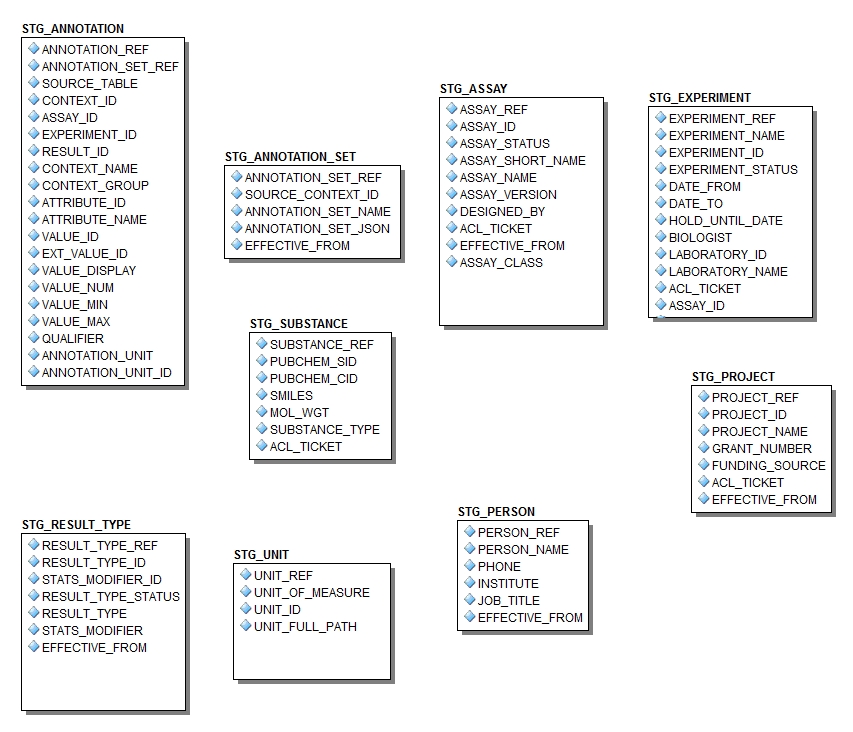 STG_ANNOTATION
ANNOTATION_REF
ANNOTATION_SET_REF
SOURCE_TABLE
CONTEXT_ID
ASSAY_ID
EXPERIMENT_ID
RESULT_ID
CONTEXT_NAME
CONTEXT_GROUP
ATTRIBUTE_ID
ATTRIBUTE_NAME
VALUE_ID
EXT_VALUE_ID
VALUE_DISPLAY
VALUE_NUM
VALUE_MIN
VALUE_MAX
QUALIFIER
ANNOTATION_UNIT
ANNOTATION_UNIT_ID
STG_ANNOTATION_SET
ANNOTATION_SET_REF
SOURCE_CONTEXT_ID
ANNOTATION_SET_NAME
ANNOTATION_SET_JSON
EFFECTIVE_FROM
STG_ASSAY
ASSAY_REF
ASSAY_ID
ASSAY_STATUS
ASSAY_SHORT_NAME
ASSAY_NAME
ASSAY_VERSION
DESIGNED_BY
ACL_TICKET
EFFECTIVE_FROM
ASSAY_CLASS
STG_EXPERIMENT
EXPERIMENT_REF
EXPERIMENT_NAME
EXPERIMENT_ID
EXPERIMENT_STATUS
DATE_FROM
DATE_TO
HOLD_UNTIL_DATE
BIOLOGIST
LABORATORY_ID
LABORATORY_NAME
ACL_TICKET
ASSAY_ID
STG_SUBSTANCE
SUBSTANCE_REF
PUBCHEM_SID
PUBCHEM_CID
SMILES
MOL_WGT
SUBSTANCE_TYPE
ACL_TICKET
STG_PROJECT
PROJECT_REF
PROJECT_ID
PROJECT_NAME
GRANT_NUMBER
FUNDING_SOURCE
ACL_TICKET
EFFECTIVE_FROM
STG_RESULT_TYPE
RESULT_TYPE_REF
RESULT_TYPE_ID
STATS_MODIFIER_ID
RESULT_TYPE_STATUS
RESULT_TYPE
STATS_MODIFIER
EFFECTIVE_FROM
STG_UNIT
UNIT_REF
UNIT_OF_MEASURE
UNIT_ID
UNIT_FULL_PATH
STG_PERSON
PERSON_REF
PERSON_NAME
PHONE
INSTITUTE
JOB_TITLE
EFFECTIVE_FROM